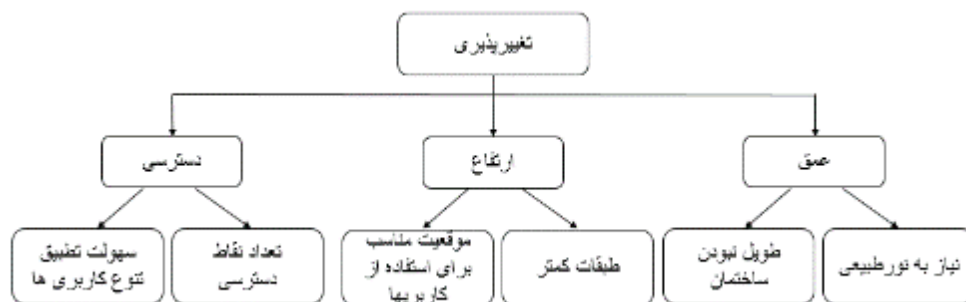 تغییرپذیری
عمق
ارتفاع
دسترسی
نیاز به نورطبیعی
طویل نبودن
ساختمان
طبقات کمتر
موقعیت مناسب
برای استفاده از
کاربریها
تعداد نقاط
دسترسی
سهولت تطبیق
تنوع کاربری ها